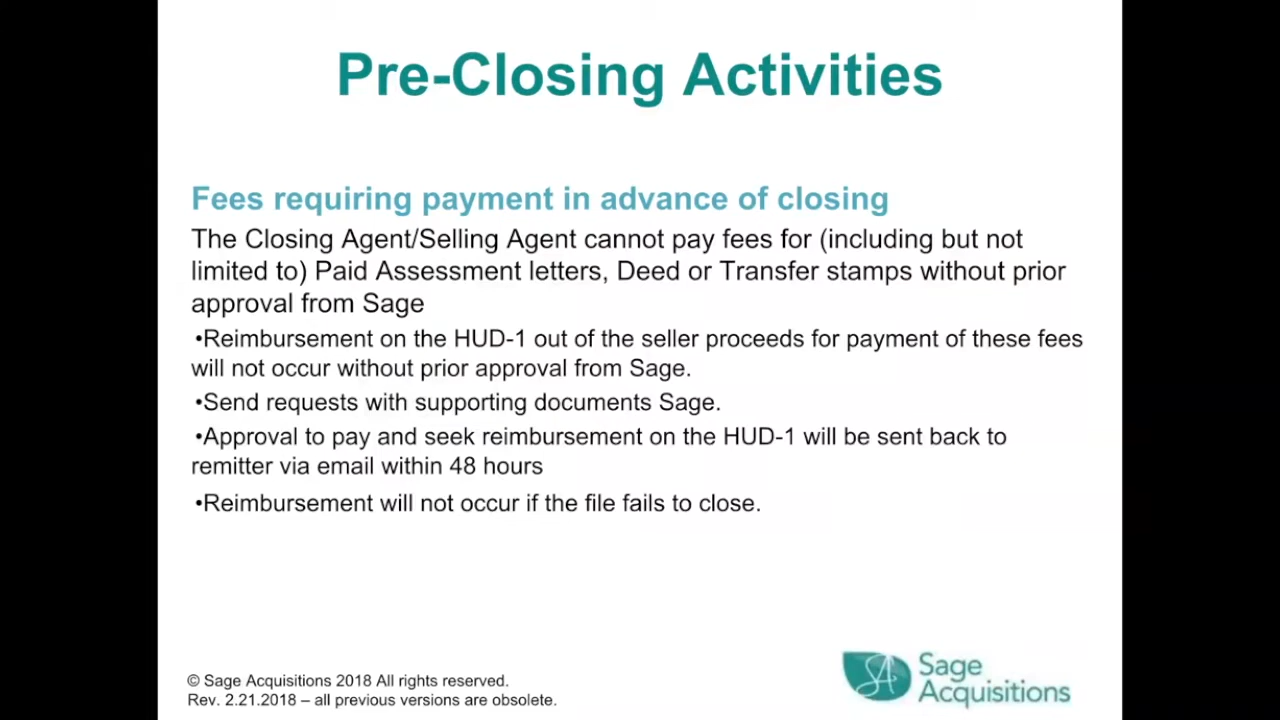 Pre-Closing Activities
Fees requiring payment in advance of closing
The Closing Agent/Selling Agent cannot pay fees for (including but not
limited to) Paid Assessment letters, Deed or Transfer stamps without prior
approval from Sage
•Reimbursement on the HUD-1 out of the seller proceeds for payment of these fees
will not occur without prior approval from Sage.
•Send requests with supporting documents Sage.
•Approval to pay and seek reimbursement on the HUD-1 will be sent back to
remitter via email within 48 hours
•Reimbursement will not occur if the file fails to close.
© Sage Acquisitions 2018 All rights reserved.
Rev. 2.21.2018 – all previous versions are obsolete.
SA
Sage
Acquisitions